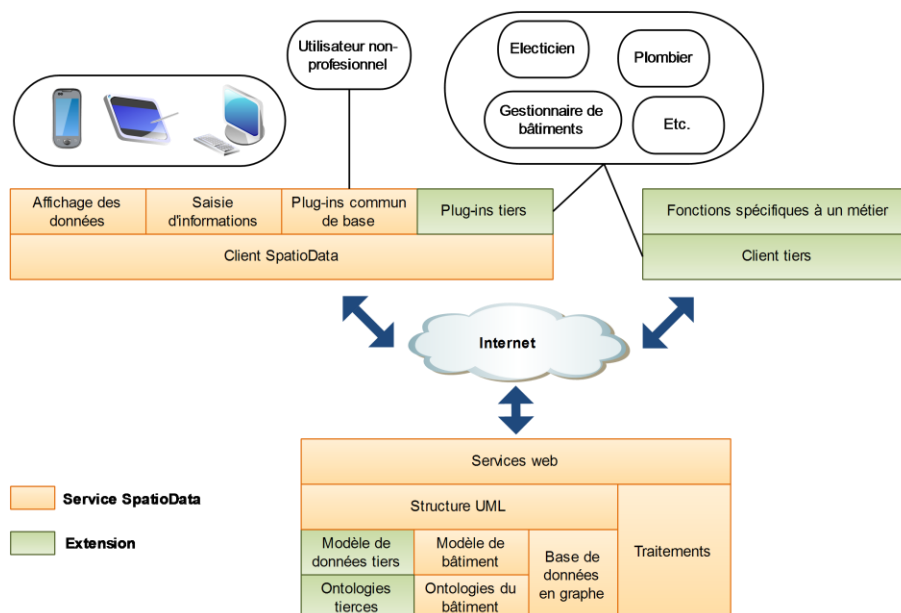 Utilisateur non-
profesionnel
Electicien
Plombier
Gestionnaire de
bâtiments
Etc.
Affichage des
données
Saisie
d'informations
Plug-ins commun
de base
Plug-ins tiers
Client SpatioData
Fonctions spécifiques à un métier
Client tiers
Internet
Services web
Structure UML
Traitements
Modèle de
données tiers
Modèle de
bâtiment
Base de
données
en graphe
Ontologies
tierces
Ontologies du
bâtiment
Service SpatioData
Extension